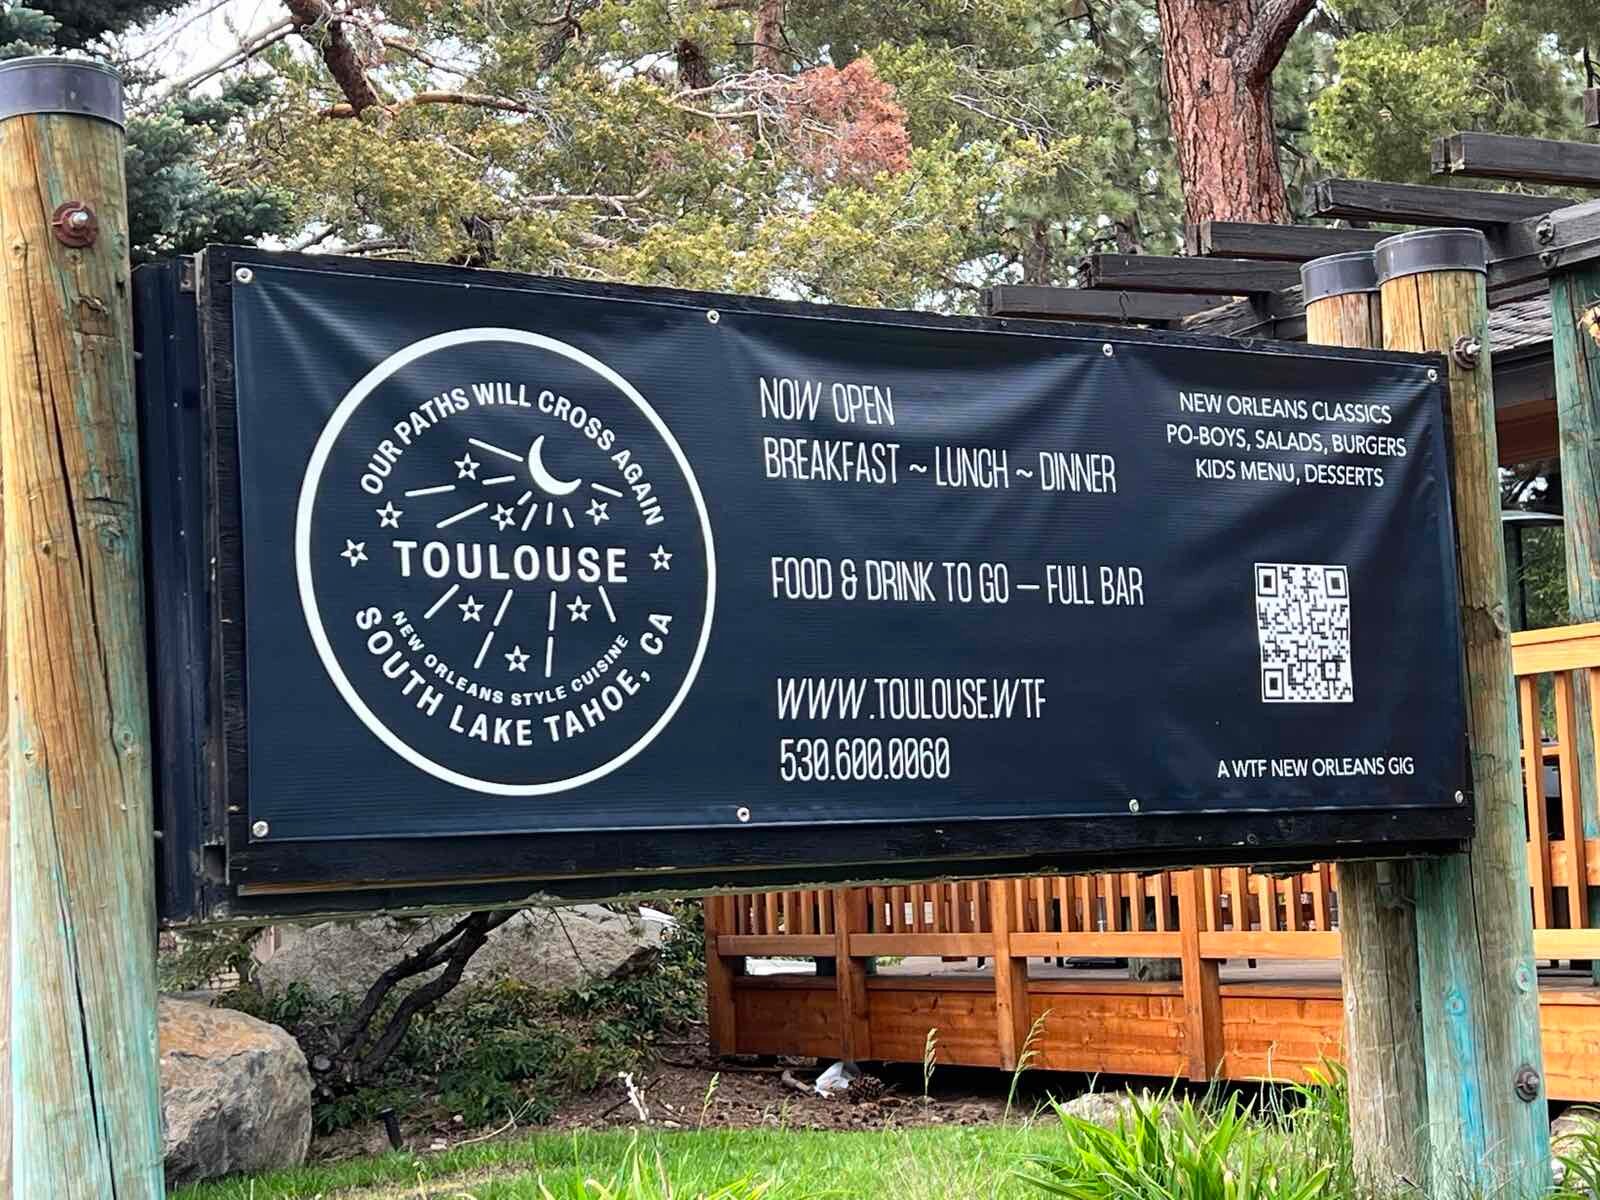 OUR PATHS WILL CROSS AGAIN
TOULOUSE
NEW ORLEANS STYLE CUISINE
SOUTH LAKE TAHOE, CA
NOW OPEN
BREAKFAST ~ LUNCH ~ DINNER
FOOD & DRINK TO GO – FULL BAR
WWW.TOULOUSE.WTF
530.600.0060
NEW ORLEANS CLASSICS
PO-BOYS, SALADS, BURGERS
KIDS MENU, DESSERTS
A WTF NEW ORLEANS GIG